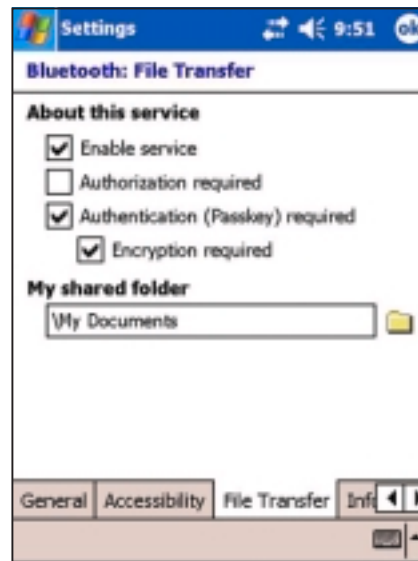 Settings 9:51 ok
Bluetooth: File Transfer
About this service
Enable service
Authorization required
Authentication (Passkey) required
Encryption required
My shared folder
\My Documents
General Accessibility File Transfer